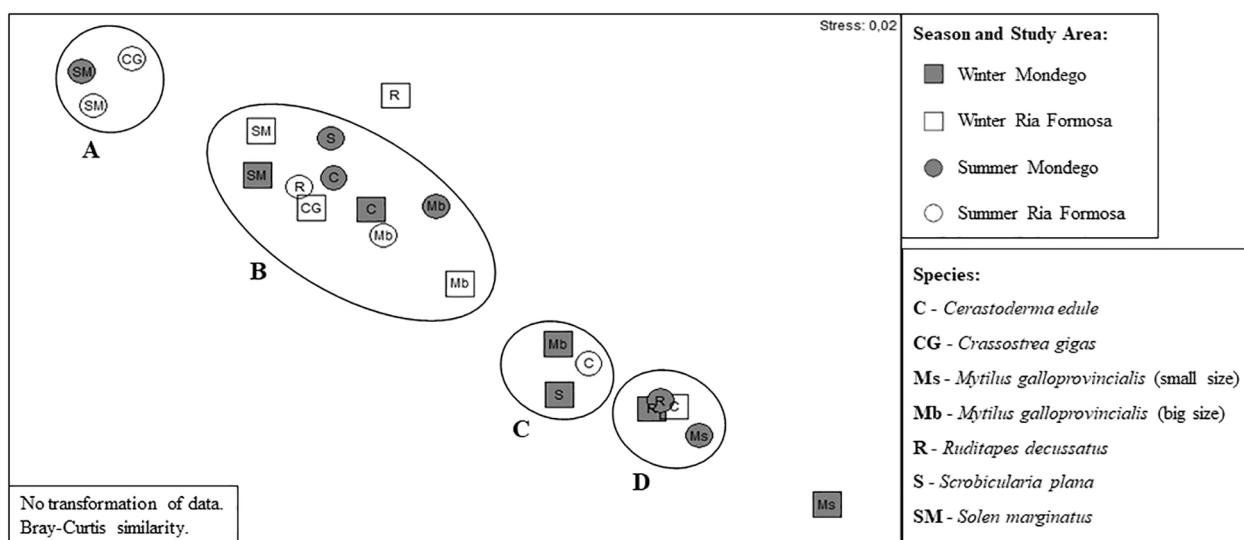 Stress: 0,02
CG
SM
SM
A
R
SM
S
SM
R
C
CG
C
Mb
Mb
B
Mb
Mb
C
S
C
R
R
C
Ms
D
Ms
No transformation of data.
Bray-Curtis similarity.
Season and Study Area:
Winter Mondego
Winter Ria Formosa
Summer Mondego
Summer Ria Formosa
Species:
C - Cerastoderma edule
CG - Crassostrea gigas
Ms - Mytilus galloprovincialis (small size)
Mb - Mytilus galloprovincialis (big size)
R - Ruditapes decussatus
S - Scrobicularia plana
SM - Solen marginatus